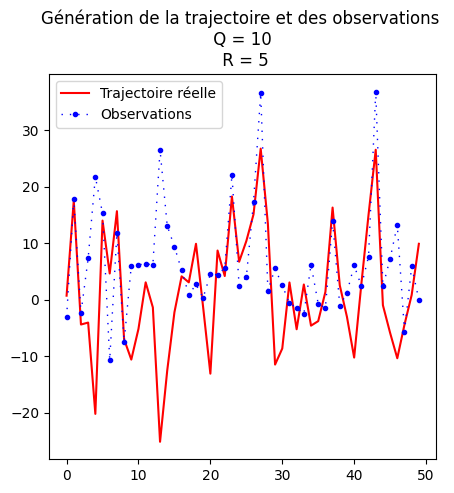 Génération de la trajectoire et des observations
Q = 10
R = 5
Trajectoire réelle
Observations
30
20
10
0
−10
−20
0
10
20
30
40
50